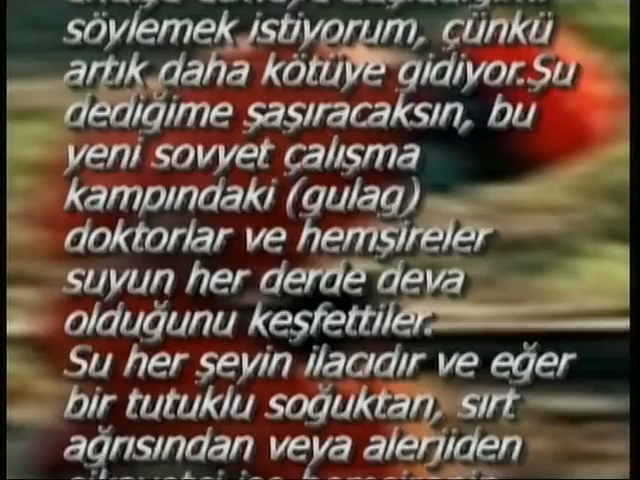 söylemek istiyorum, çünkü
artık daha kötüye gidiyor.Şu
dediğime şaşıracaksın, bu
yeni sovyet çalışma
kampındaki (gulag)
doktorlar ve hemşireler
suyun her derde deva
olduğunu keşfettiler.
Su her şeyin ilacıdır ve eğer
bir tutuklu soğuktan, sırt
ağrısından veya alerjiden